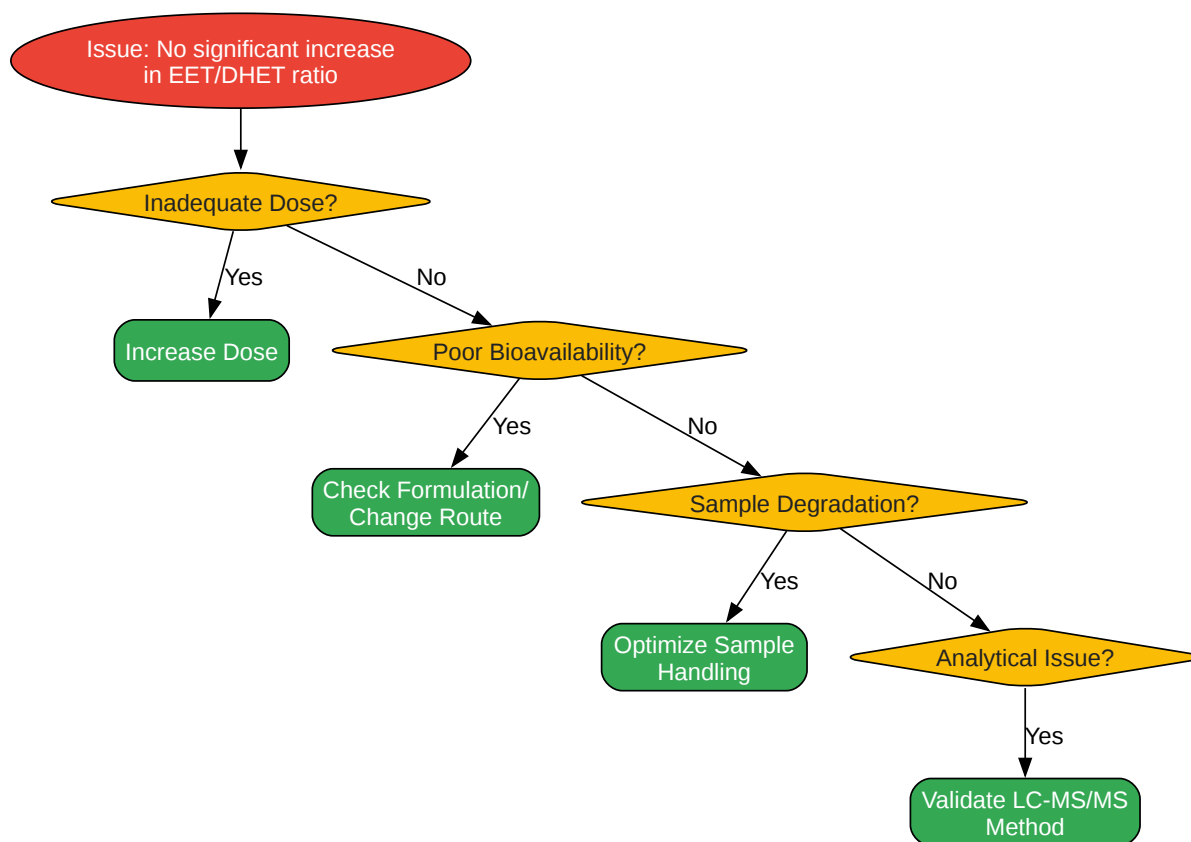 Issue: No significant increase
in EET/DHET ratio
Inadequate Dose?
Yes
No
Increase Dose
Poor Bioavailability?
Yes
No
Check Formulation/
Change Route
Sample Degradation?
Yes
No
Optimize Sample
Handling
Analytical Issue?
Yes
Validate LC-MS/MS
Method